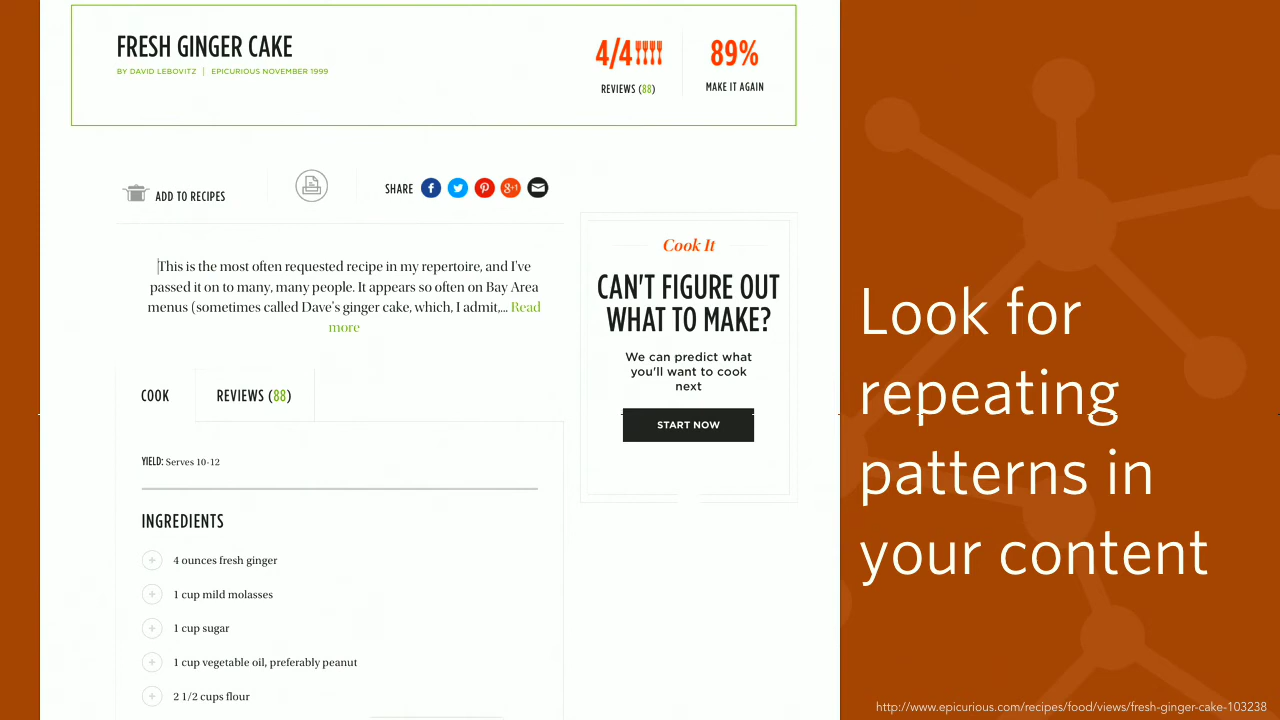 FRESH GINGER CAKE
BY DAVID LEBOVITZ | EPICURIOUS NOVEMBER 1999
4/4
REVIEWS (88)
89%
MAKE IT AGAIN
ADD TO RECIPES
SHARE
f
g+1
This is the most often requested recipe in my repertoire, and I've
passed it on to many, many people. It appears so often on Bay Area
menus (sometimes called Dave's ginger cake, which, I admit,... Read
more
COOK
REVIEWS (88)
YIELD: Serves 10-12
INGREDIENTS
4 ounces fresh ginger
1 cup mild molasses
1 cup sugar
1 cup vegetable oil, preferably peanut
2 1/2 cups flour
Cook It
CAN'T FIGURE OUT
WHAT TO MAKE?
We can predict what
you'll want to cook
next
START NOW
Look for
repeating
patterns in
your content
http://www.epicurious.com/recipes/food/views/fresh-ginger-cake-103238